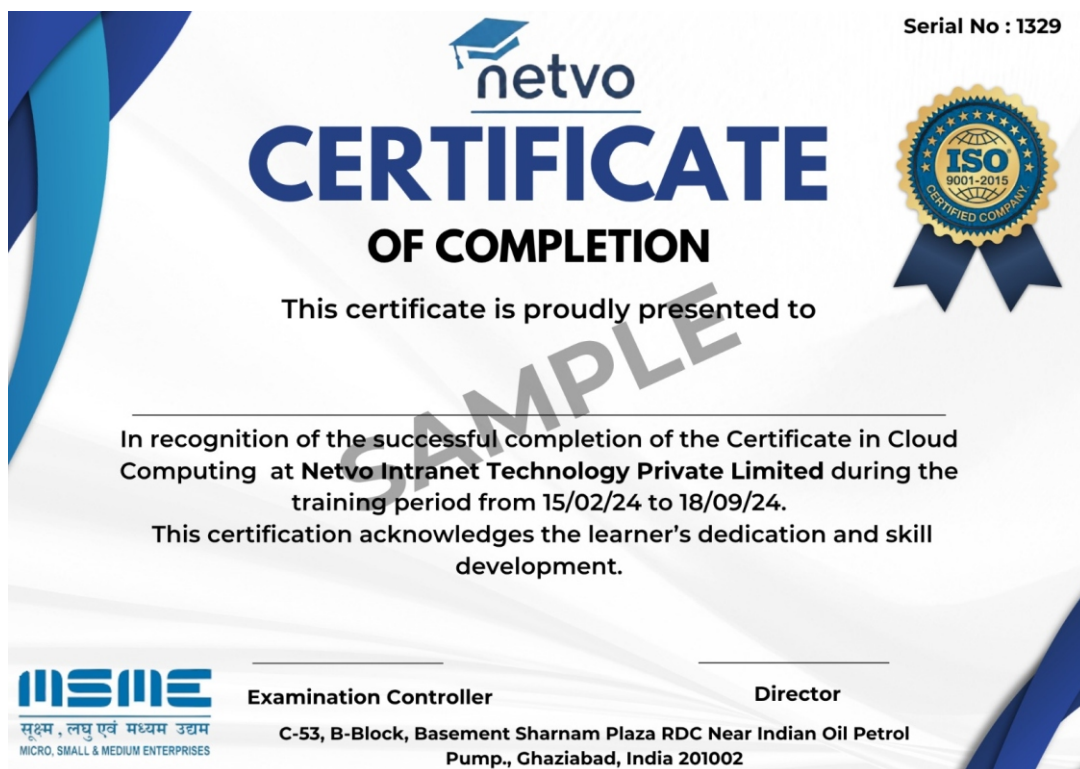 Serial No : 1329
netvo
CERTIFICATE
OF COMPLETION
ISO
9001-2015
CERTIFIED COMPANY.
This certificate is proudly presented to
SAMPLE
In recognition of the successful completion of the Certificate in Cloud
Computing at Netvo Intranet Technology Private Limited during the
training period from 15/02/24 to 18/09/24.
This certification acknowledges the learner’s dedication and skill
development.
MSME
सूक्ष्म , लघु एवं मध्यम उद्यम
MICRO, SMALL & MEDIUM ENTERPRISES
Examination Controller
Director
C-53, B-Block, Basement Sharnam Plaza RDC Near Indian Oil Petrol
Pump., Ghaziabad, India 201002